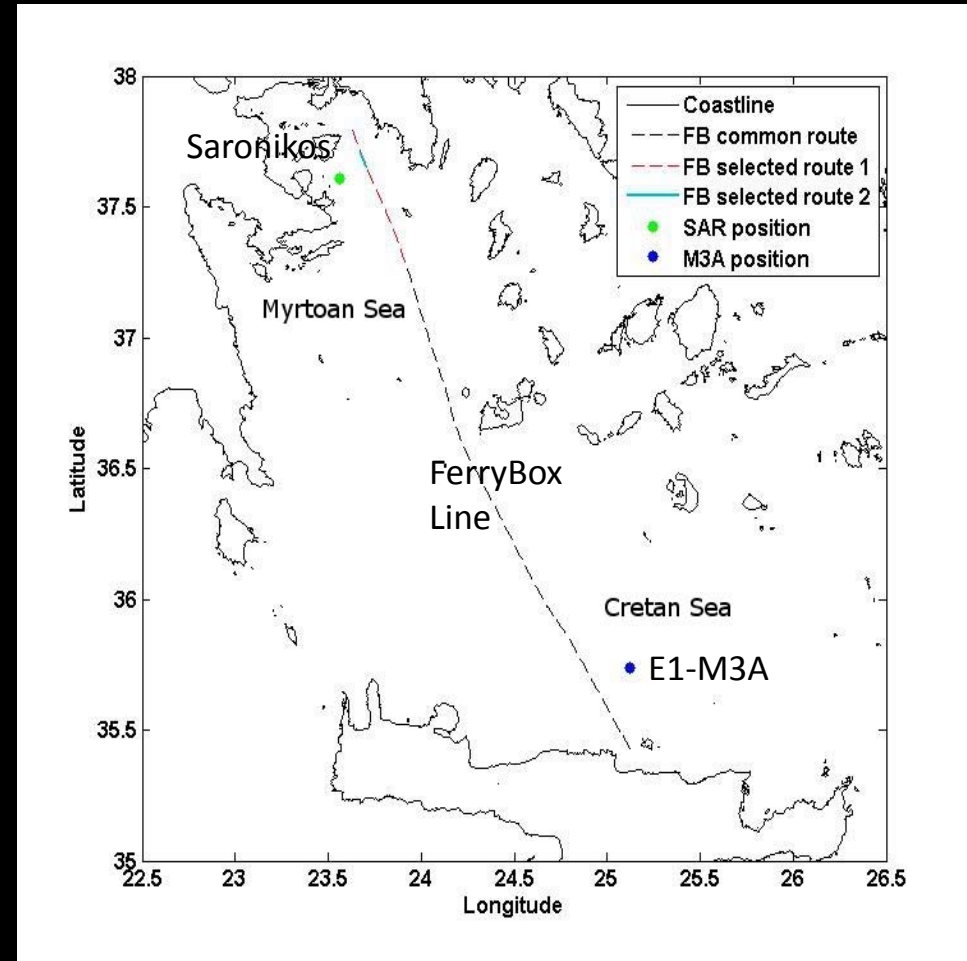 38
37.5
37
36.5
36
35.5
35
Latitude
22.5 23 23.5 24 24.5 25 25.5 26 26.5
Longitude
Coastline
FB common route
FB selected route 1
FB selected route 2
SAR position
M3A position
Saronikos
Myrtoan Sea
FerryBox
Line
Cretan Sea
E1-M3A